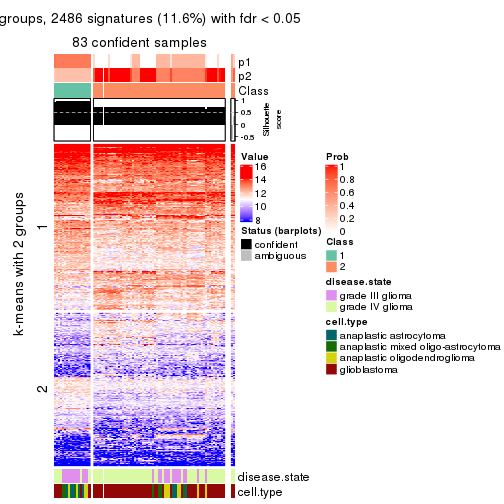 groups, 2486 signatures (11.6%) with fdr < 0.05
83 confident samples
p1
p2
Class
1
0.5
0
-0.5
Silhouette
score
k-means with 2 groups
1
2
Value
16
14
12
10
8
Status (barplots)
confident
ambiguous
Prob
1
0.8
0.6
0.4
0.2
0
Class
1
2
disease.state
grade III glioma
grade IV glioma
cell.type
anaplastic astrocytoma
anaplastic mixed oligo-astrocytoma
anaplastic oligodendroglioma
glioblastoma
disease.state
cell.type